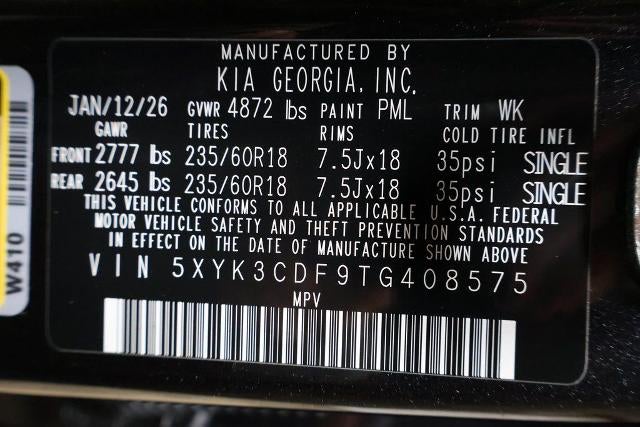 MANUFACTURED BY
KIA GEORGIA, INC.
JAN/12/26 GVWR 4872 lbs PAINT PML TRIM WK
GAWR TIRES RIMS COLD TIRE INFL
FRONT 2777 lbs 235/60R18 7.5Jx18 35psi SINGLE
REAR 2645 lbs 235/60R18 7.5Jx18 35psi SINGLE
THIS VEHICLE CONFORMS TO ALL APPLICABLE U.S.A. FEDERAL
MOTOR VEHICLE SAFETY AND THEFT PREVENTION STANDARDS
IN EFFECT ON THE DATE OF MANUFACTURE SHOWN ABOVE
VIN 5XYK3CDF9TG408575
MPV
W410